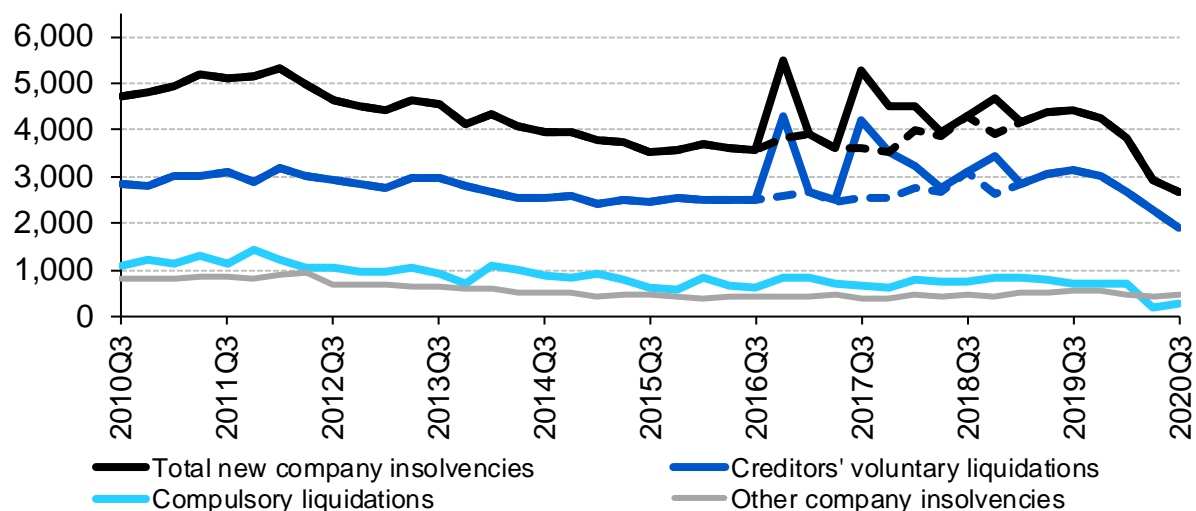 6,000
5,000
4,000
3,000
2,000
1,000
0
2010Q3
2011Q3
2012Q3
2013Q3
2014Q3
2015Q3
2016Q3
2017Q3
2018Q3
2019Q3
2020Q3
Total new company insolvencies
Creditors' voluntary liquidations
Compulsory liquidations
Other company insolvencies